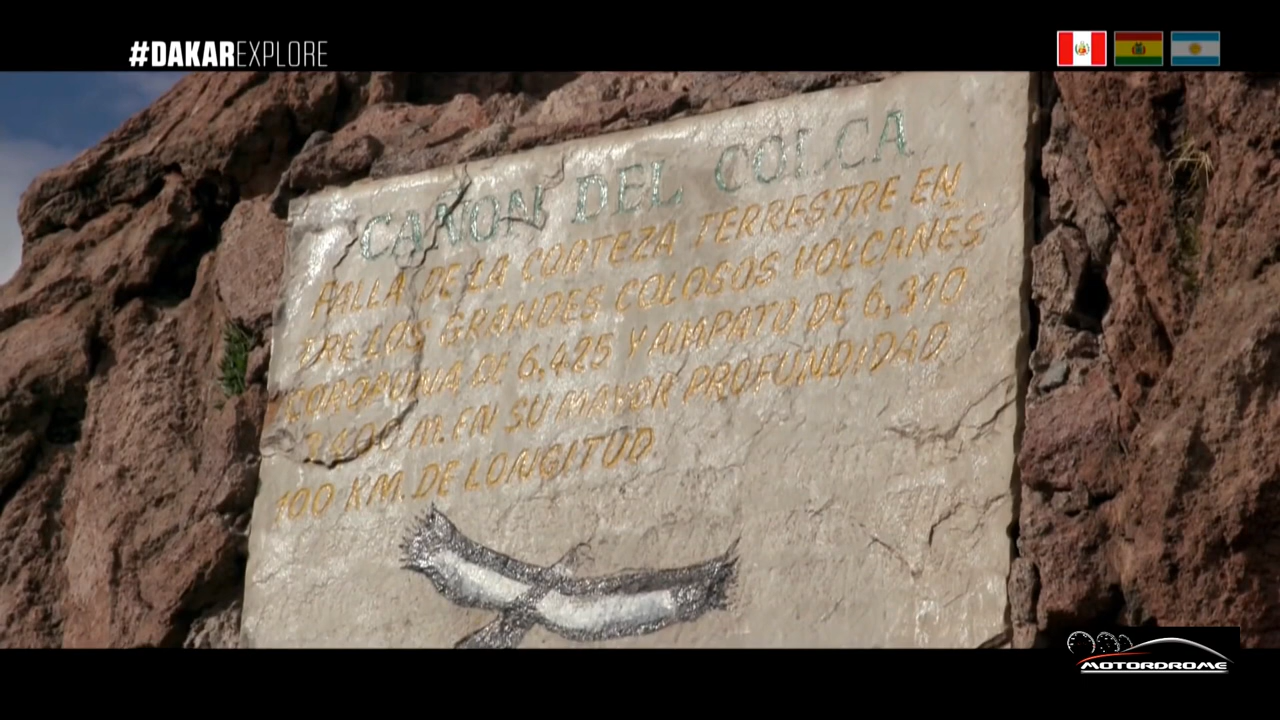 #DAKAREXPLORE
CAÑON DEL COLCA
FALLA DE LA CORTEZA TERRESTRE EN
TRE LOS GRANDES COLOSOS VOLCANES
COROPUNA DE 6,425 Y AMPATO DE 6,310
3,400 M. EN SU MAYOR PROFUNDIDAD
100 KM. DE LONGITUD
MOTORDROME